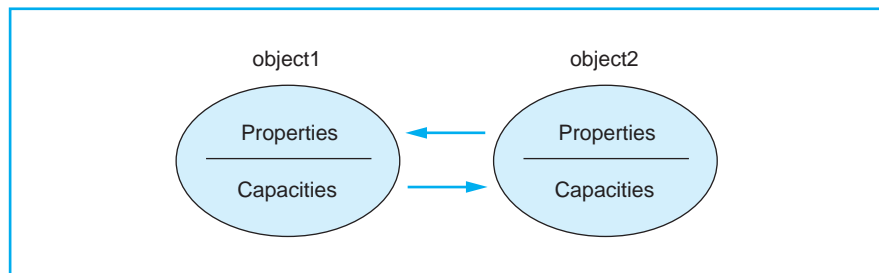 object1 object2
Properties Properties
Capacities Capacities